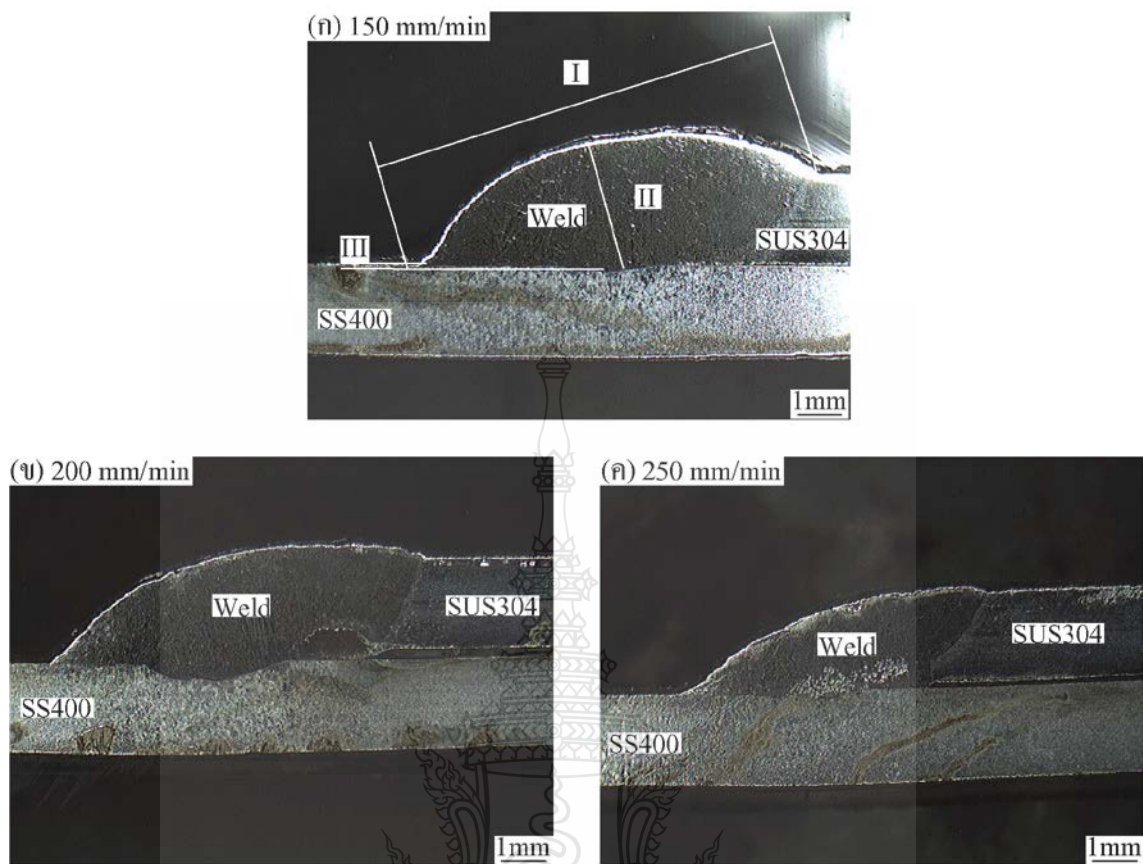 (ก) 150 mm/min
I
II
Weld
SUS304
III
SS400
1mm
(ข) 200 mm/min
Weld
SUS304
SS400
1mm
(ค) 250 mm/min
Weld
SUS304
SS400
1mm